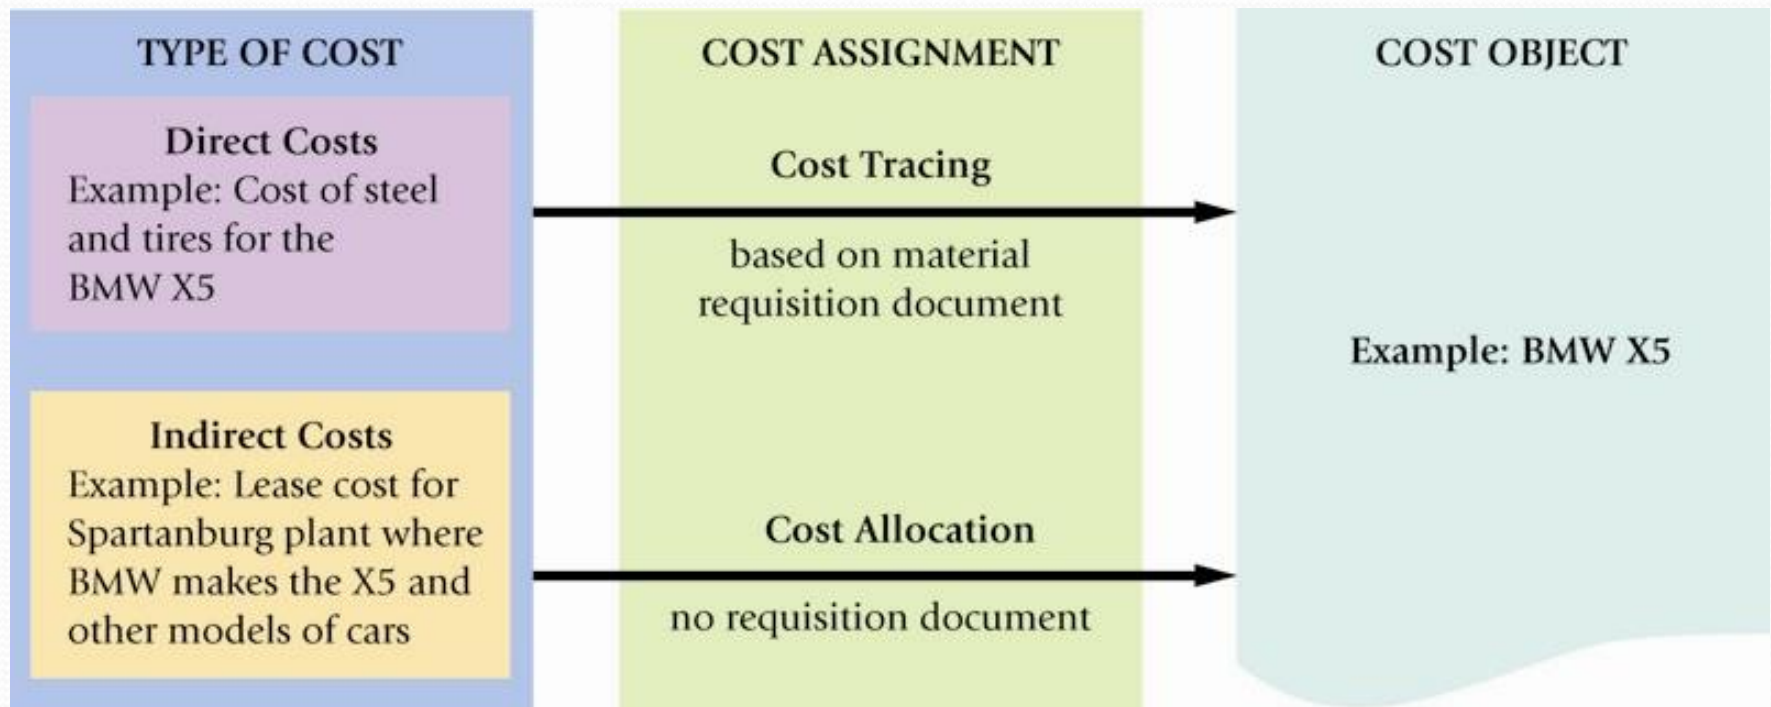 TYPE OF COST
Direct Costs
Example: Cost of steel
and tires for the
BMW X5
Indirect Costs
Example: Lease cost for
Spartanburg plant where
BMW makes the X5 and
other models of cars
COST ASSIGNMENT
Cost Tracing
based on material
requisition document
Cost Allocation
no requisition document
COST OBJECT
Example: BMW X5